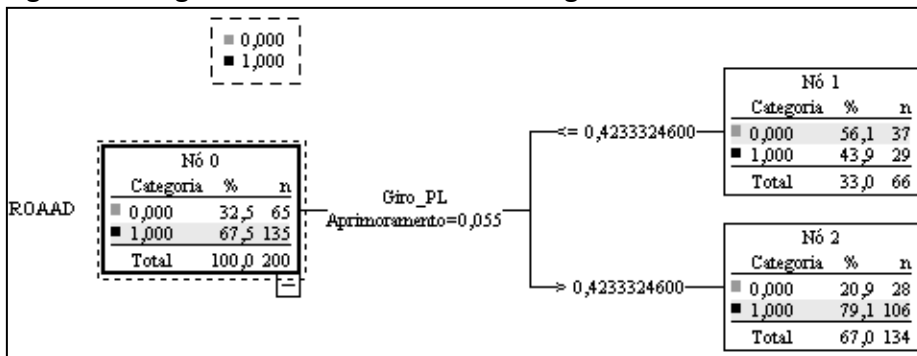 0,000
1,000
ROAAD
Nó 0
Categoria % n
0,000 32,5 65
1,000 67,5 135
Total 100,0 200
Giro_PL
Aprimoramento=0,055
<= 0,4233324600
Nó 1
Categoria % n
0,000 56,1 37
1,000 43,9 29
Total 33,0 66
> 0,4233324600
Nó 2
Categoria % n
0,000 20,9 28
1,000 79,1 106
Total 67,0 134